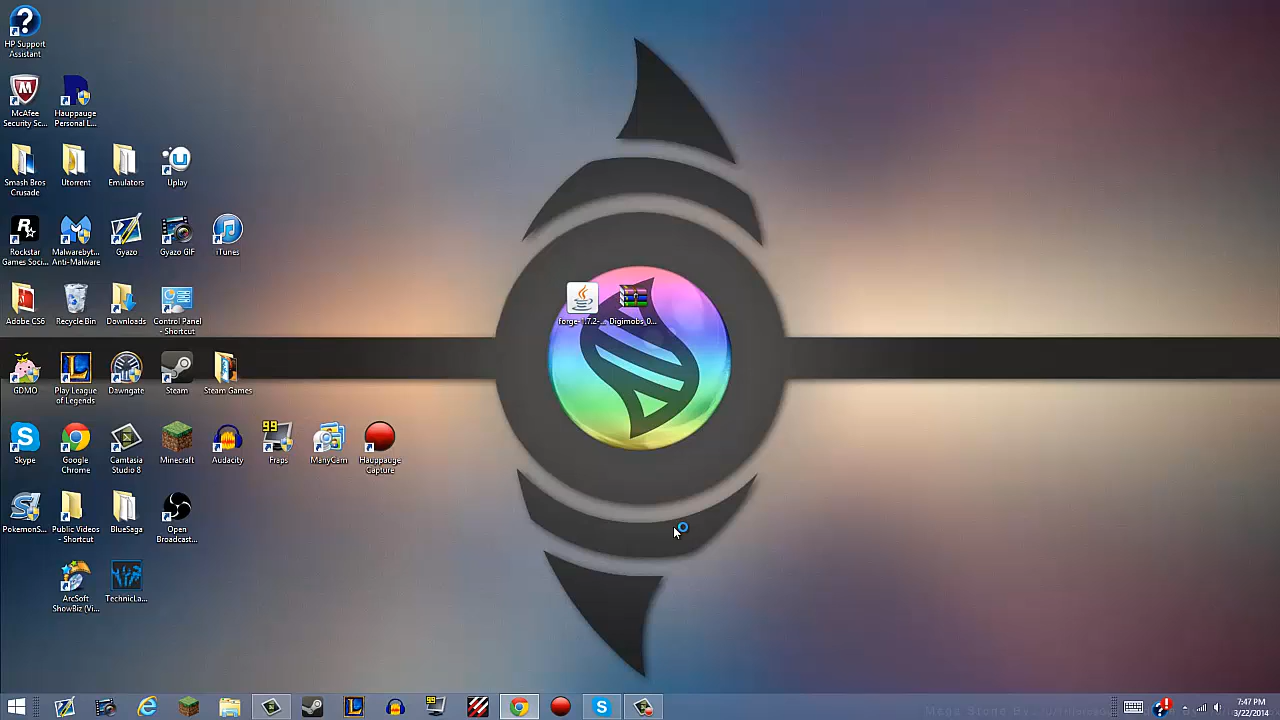 HP Support
Assistant
McAfee
Security Sc...
Hauppauge
Personal L...
Smash Bros
Crusade
Utorrent
Emulators
Uplay
Rockstar
Games Soci...
Malwarebyt...
Anti-Malware
Gyazo
Gyazo GIF
iTunes
Adobe CS6
Recycle Bin
Downloads
Control Panel
- Shortcut
forge-1.7.2-...
Digimobs_0...
GDMO
Play League
of Legends
Dawngate
Steam
Steam Games
99
Skype
Google
Chrome
Camtasia
Studio 8
Minecraft
Audacity
Fraps
ManyCam
Hauppauge
Capture
PokemonS...
Public Videos
- Shortcut
BlueSaga
Open
Broadcast...
ArcSoft
ShowBiz (Vi...
TechnicLa...
7:47 PM
3/22/2014